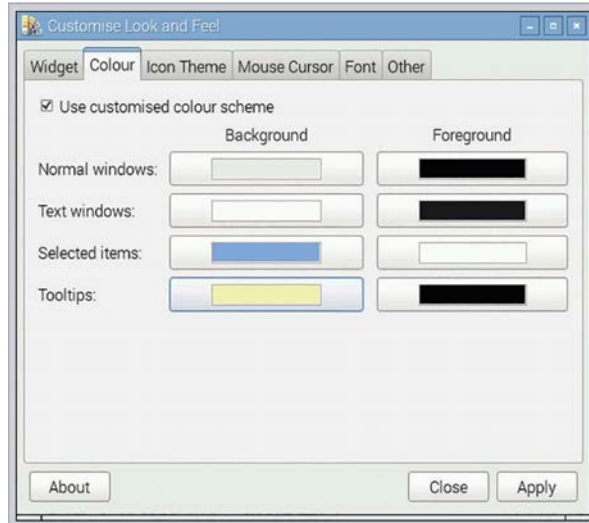 Customise Look and Feel
Widget Colour Icon Theme Mouse Cursor Font Other
Use customised colour scheme
Background Foreground
Normal windows:
Text windows:
Selected items:
Tooltips:
About Close Apply